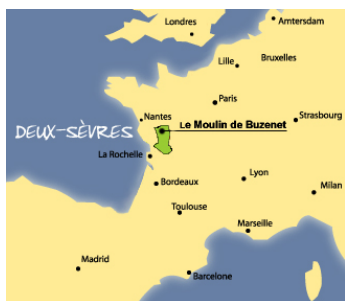 Londres
Amtersdam
Lille
Bruxelles
Paris
Strasbourg
Nantes
Le Moulin de Buzenet
DEUX-SÈVRES
La Rochelle
Lyon
Bordeaux
Milan
Toulouse
Marseille
Madrid
Barcelone